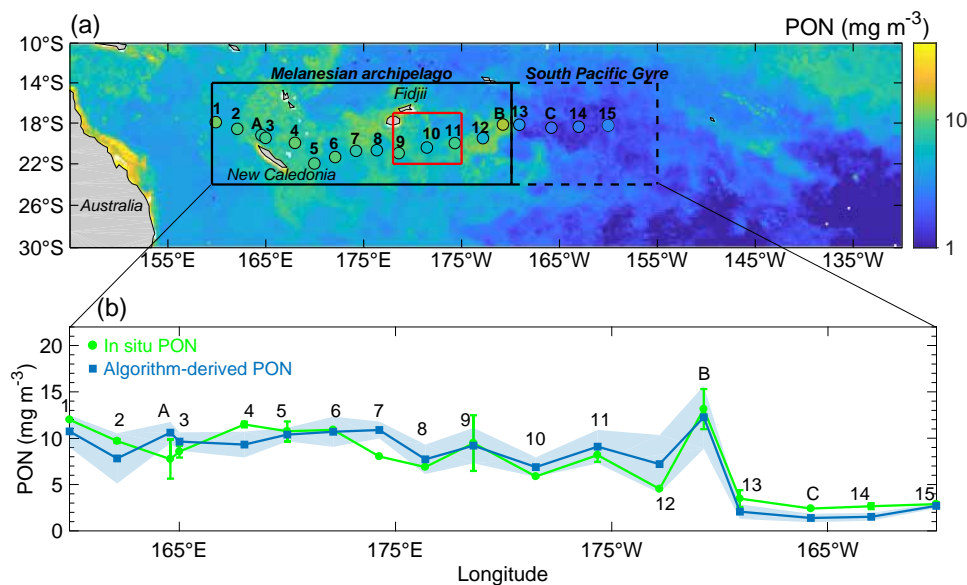 (a)
PON (mg m⁻³)
10°S
14°S
18°S
22°S
26°S
30°S
Melanesian archipelago
South Pacific Gyre
Fidjii
1 2 A 3 4 5 6 7 8 9 10 11 12 B 13 C 14 15
New Caledonia
Australia
10
1
155°E 165°E 175°E 175°W 165°W 155°W 145°W 135°W
(b)
PON (mg m⁻³)
20
15
10
5
0
In situ PON
Algorithm-derived PON
1 2 A 3 4 5 6 7 8 9 10 11 12 B 13 C 14 15
165°E 175°E 175°W 165°W
Longitude